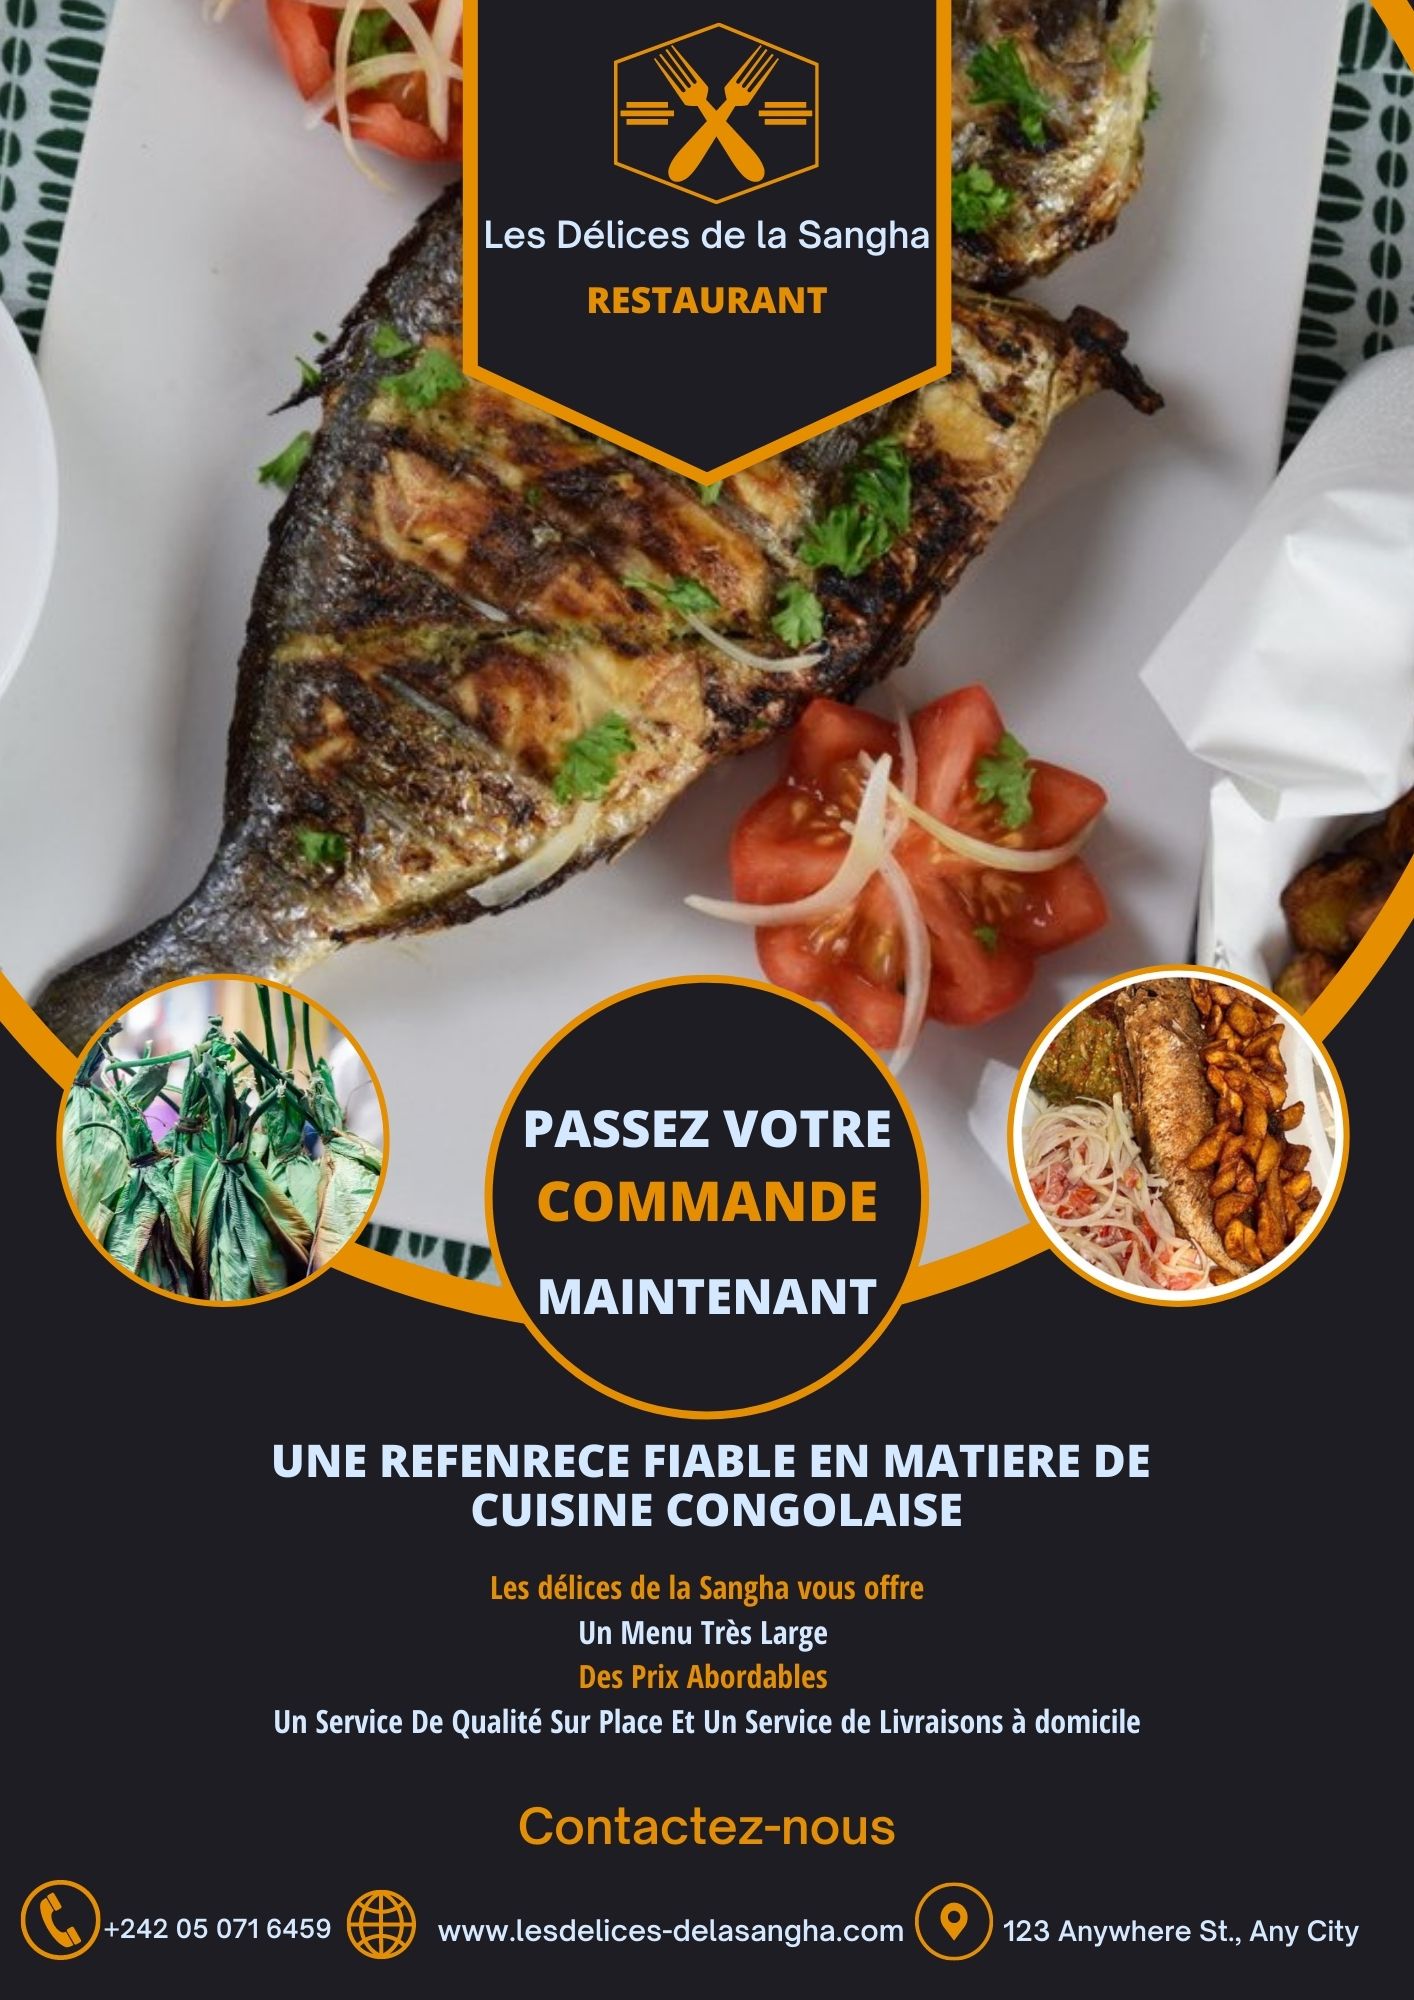 Les Délices de la Sangha
RESTAURANT
PASSEZ VOTRE
COMMANDE
MAINTENANT
UNE REFENRECE FIABLE EN MATIERE DE
CUISINE CONGOLAISE
Les délices de la Sangha vous offre
Un Menu Très Large
Des Prix Abordables
Un Service De Qualité Sur Place Et Un Service de Livraisons à domicile
Contactez-nous
+242 05 071 6459
www.lesdelices-delasangha.com
123 Anywhere St., Any City